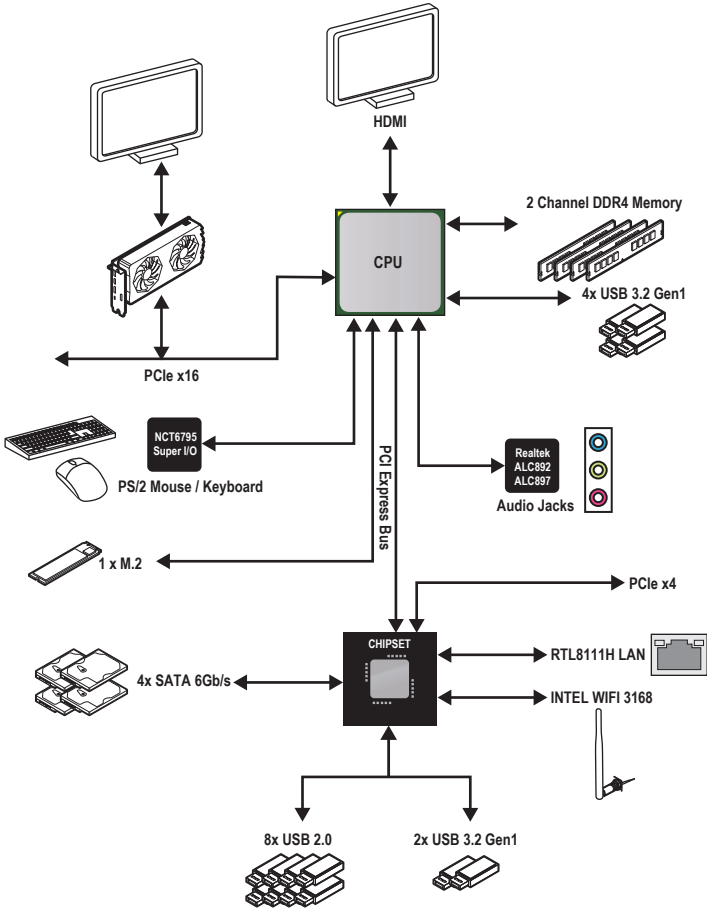 HDMI
2 Channel DDR4 Memory
CPU
4x USB 3.2 Gen1
PCIe x16
NCT6795
Super I/O
PS/2 Mouse / Keyboard
PCI Express Bus
Realtek
ALC892
ALC897
Audio Jacks
1 x M.2
PCIe x4
CHIPSET
RTL8111H LAN
4x SATA 6Gb/s
INTEL WIFI 3168
8x USB 2.0
2x USB 3.2 Gen1